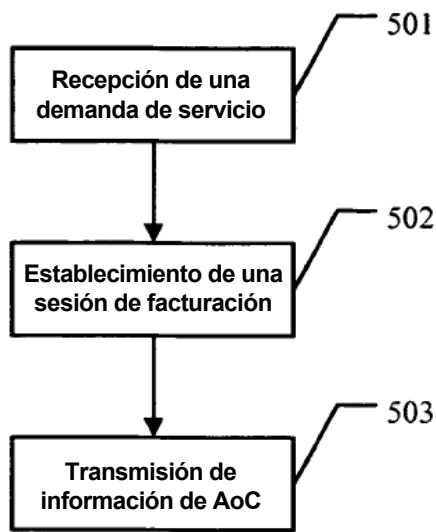 501
Recepción de una
demanda de servicio
502
Establecimiento de una
sesión de facturación
503
Transmisión de
información de AoC